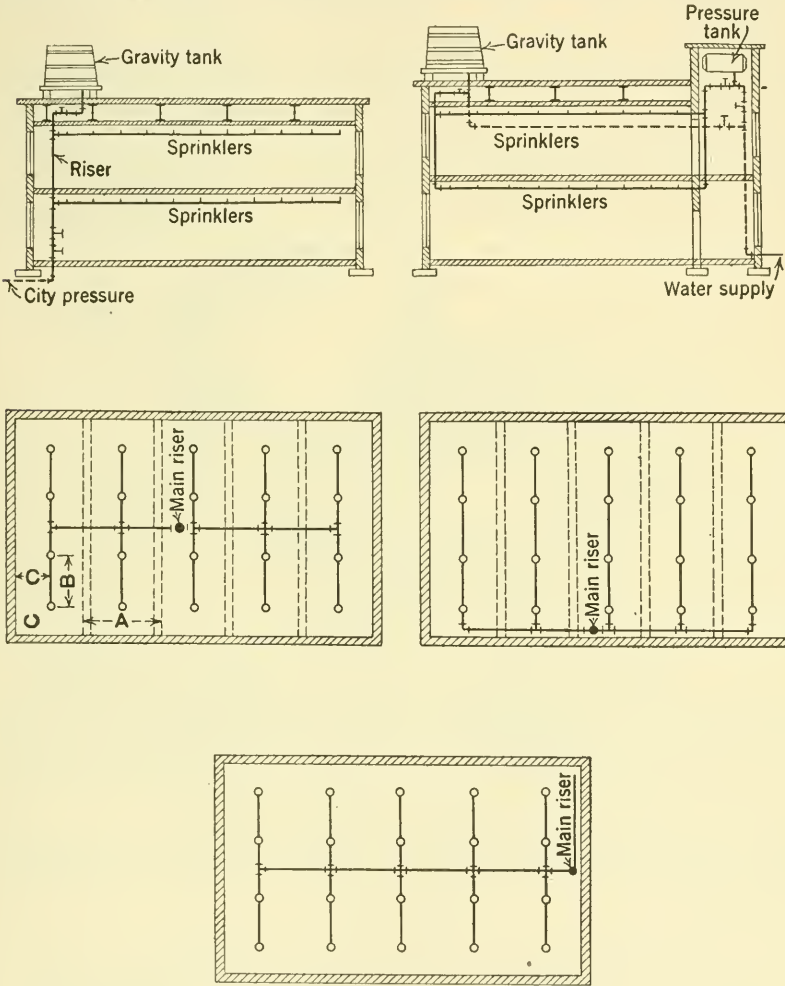 Gravity tank
Sprinklers
Riser
Sprinklers
City pressure
Pressure
tank
Gravity tank
Sprinklers
Sprinklers
Water supply
Main riser
C
B
C
A
Main riser
Main riser